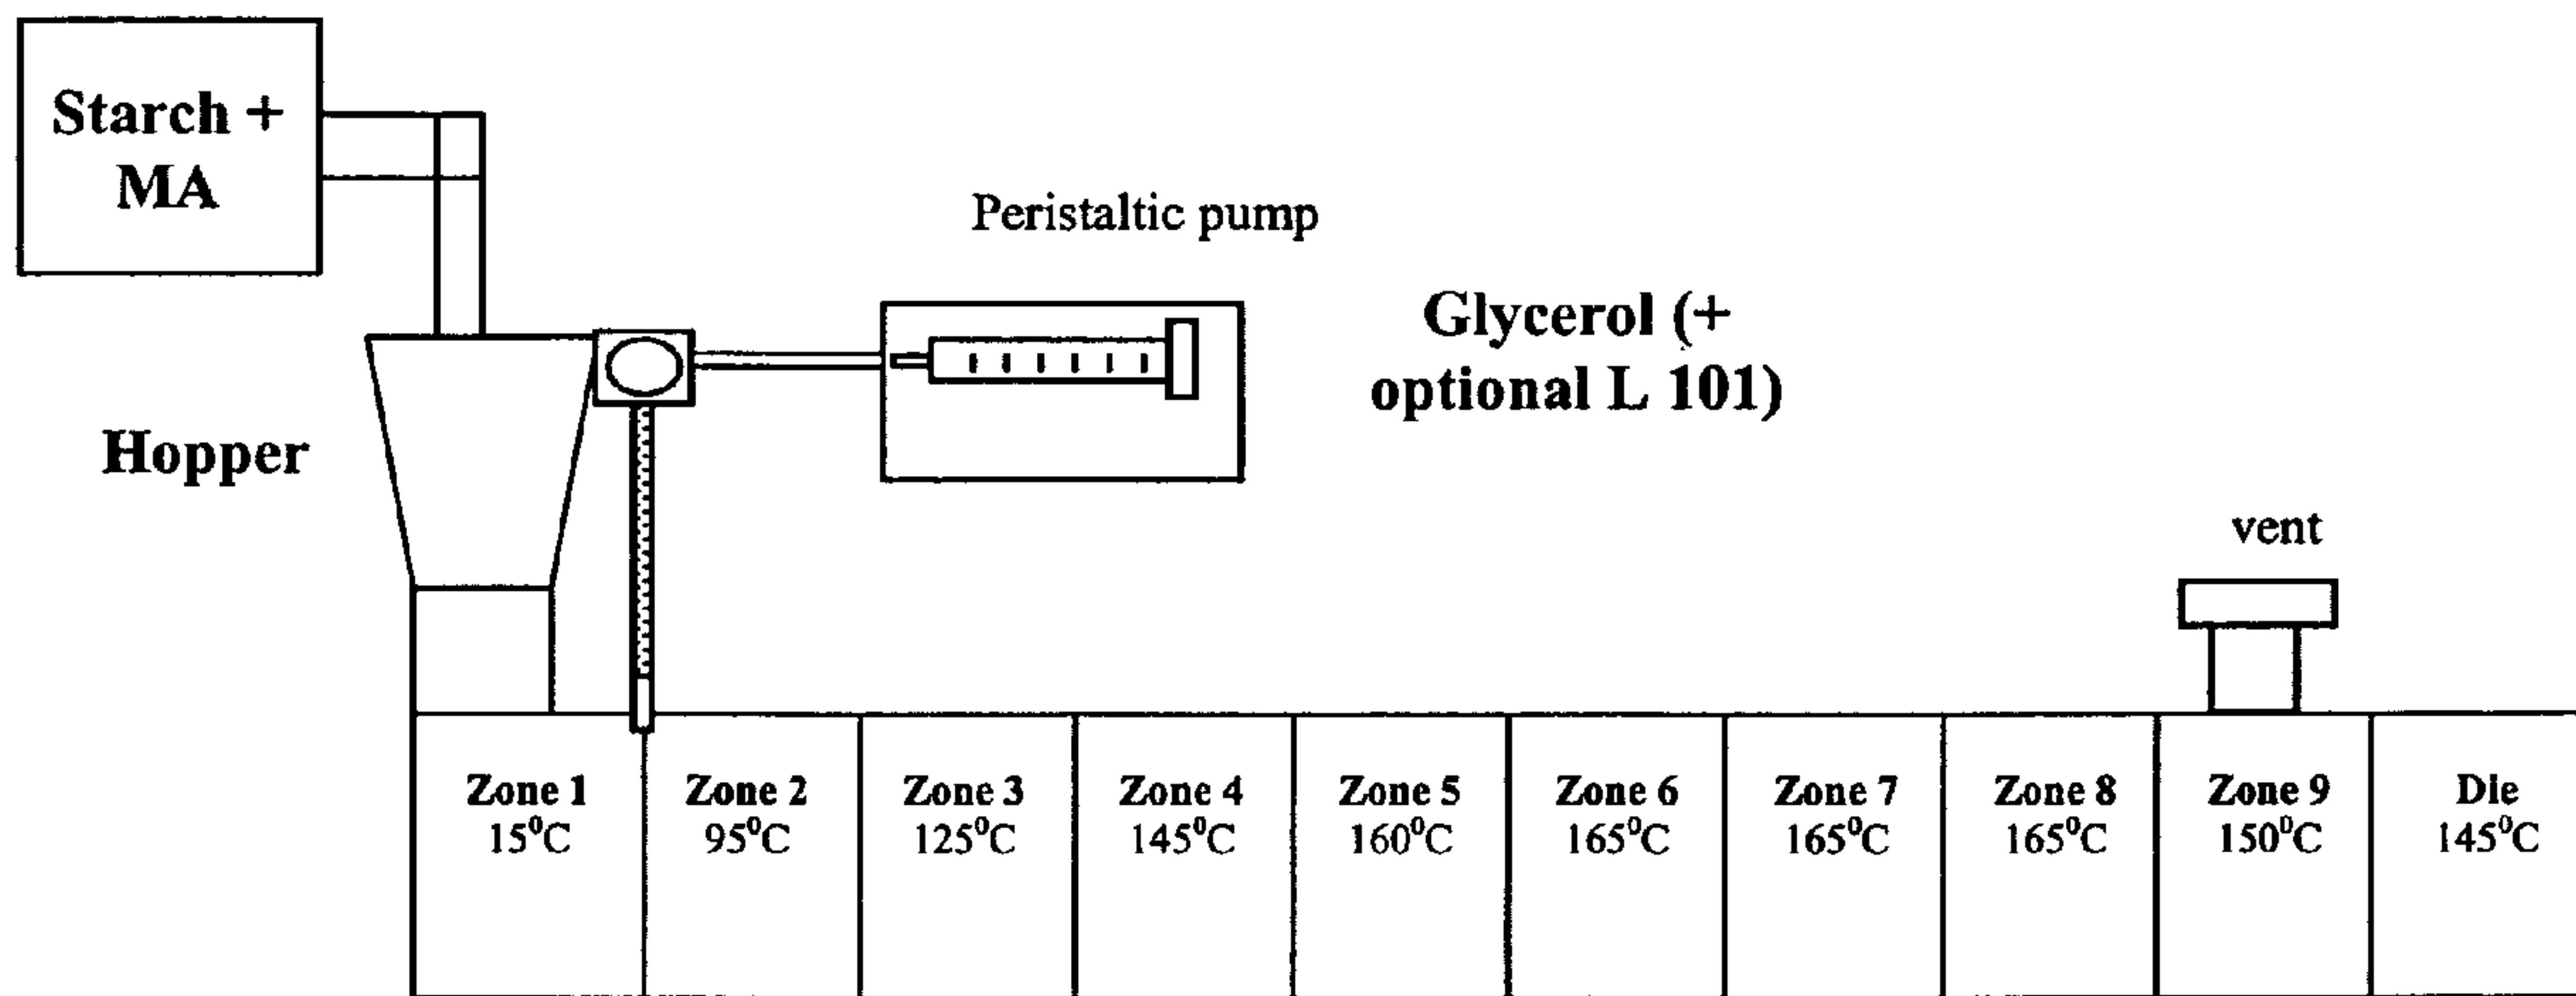 Starch +
MA
Peristaltic pump
Glycerol (+
optional L 101)
Hopper
vent
Zone 1
15⁰C
Zone 2
95⁰C
Zone 3
125⁰C
Zone 4
145⁰C
Zone 5
160⁰C
Zone 6
165⁰C
Zone 7
165⁰C
Zone 8
165⁰C
Zone 9
150⁰C
Die
145⁰C